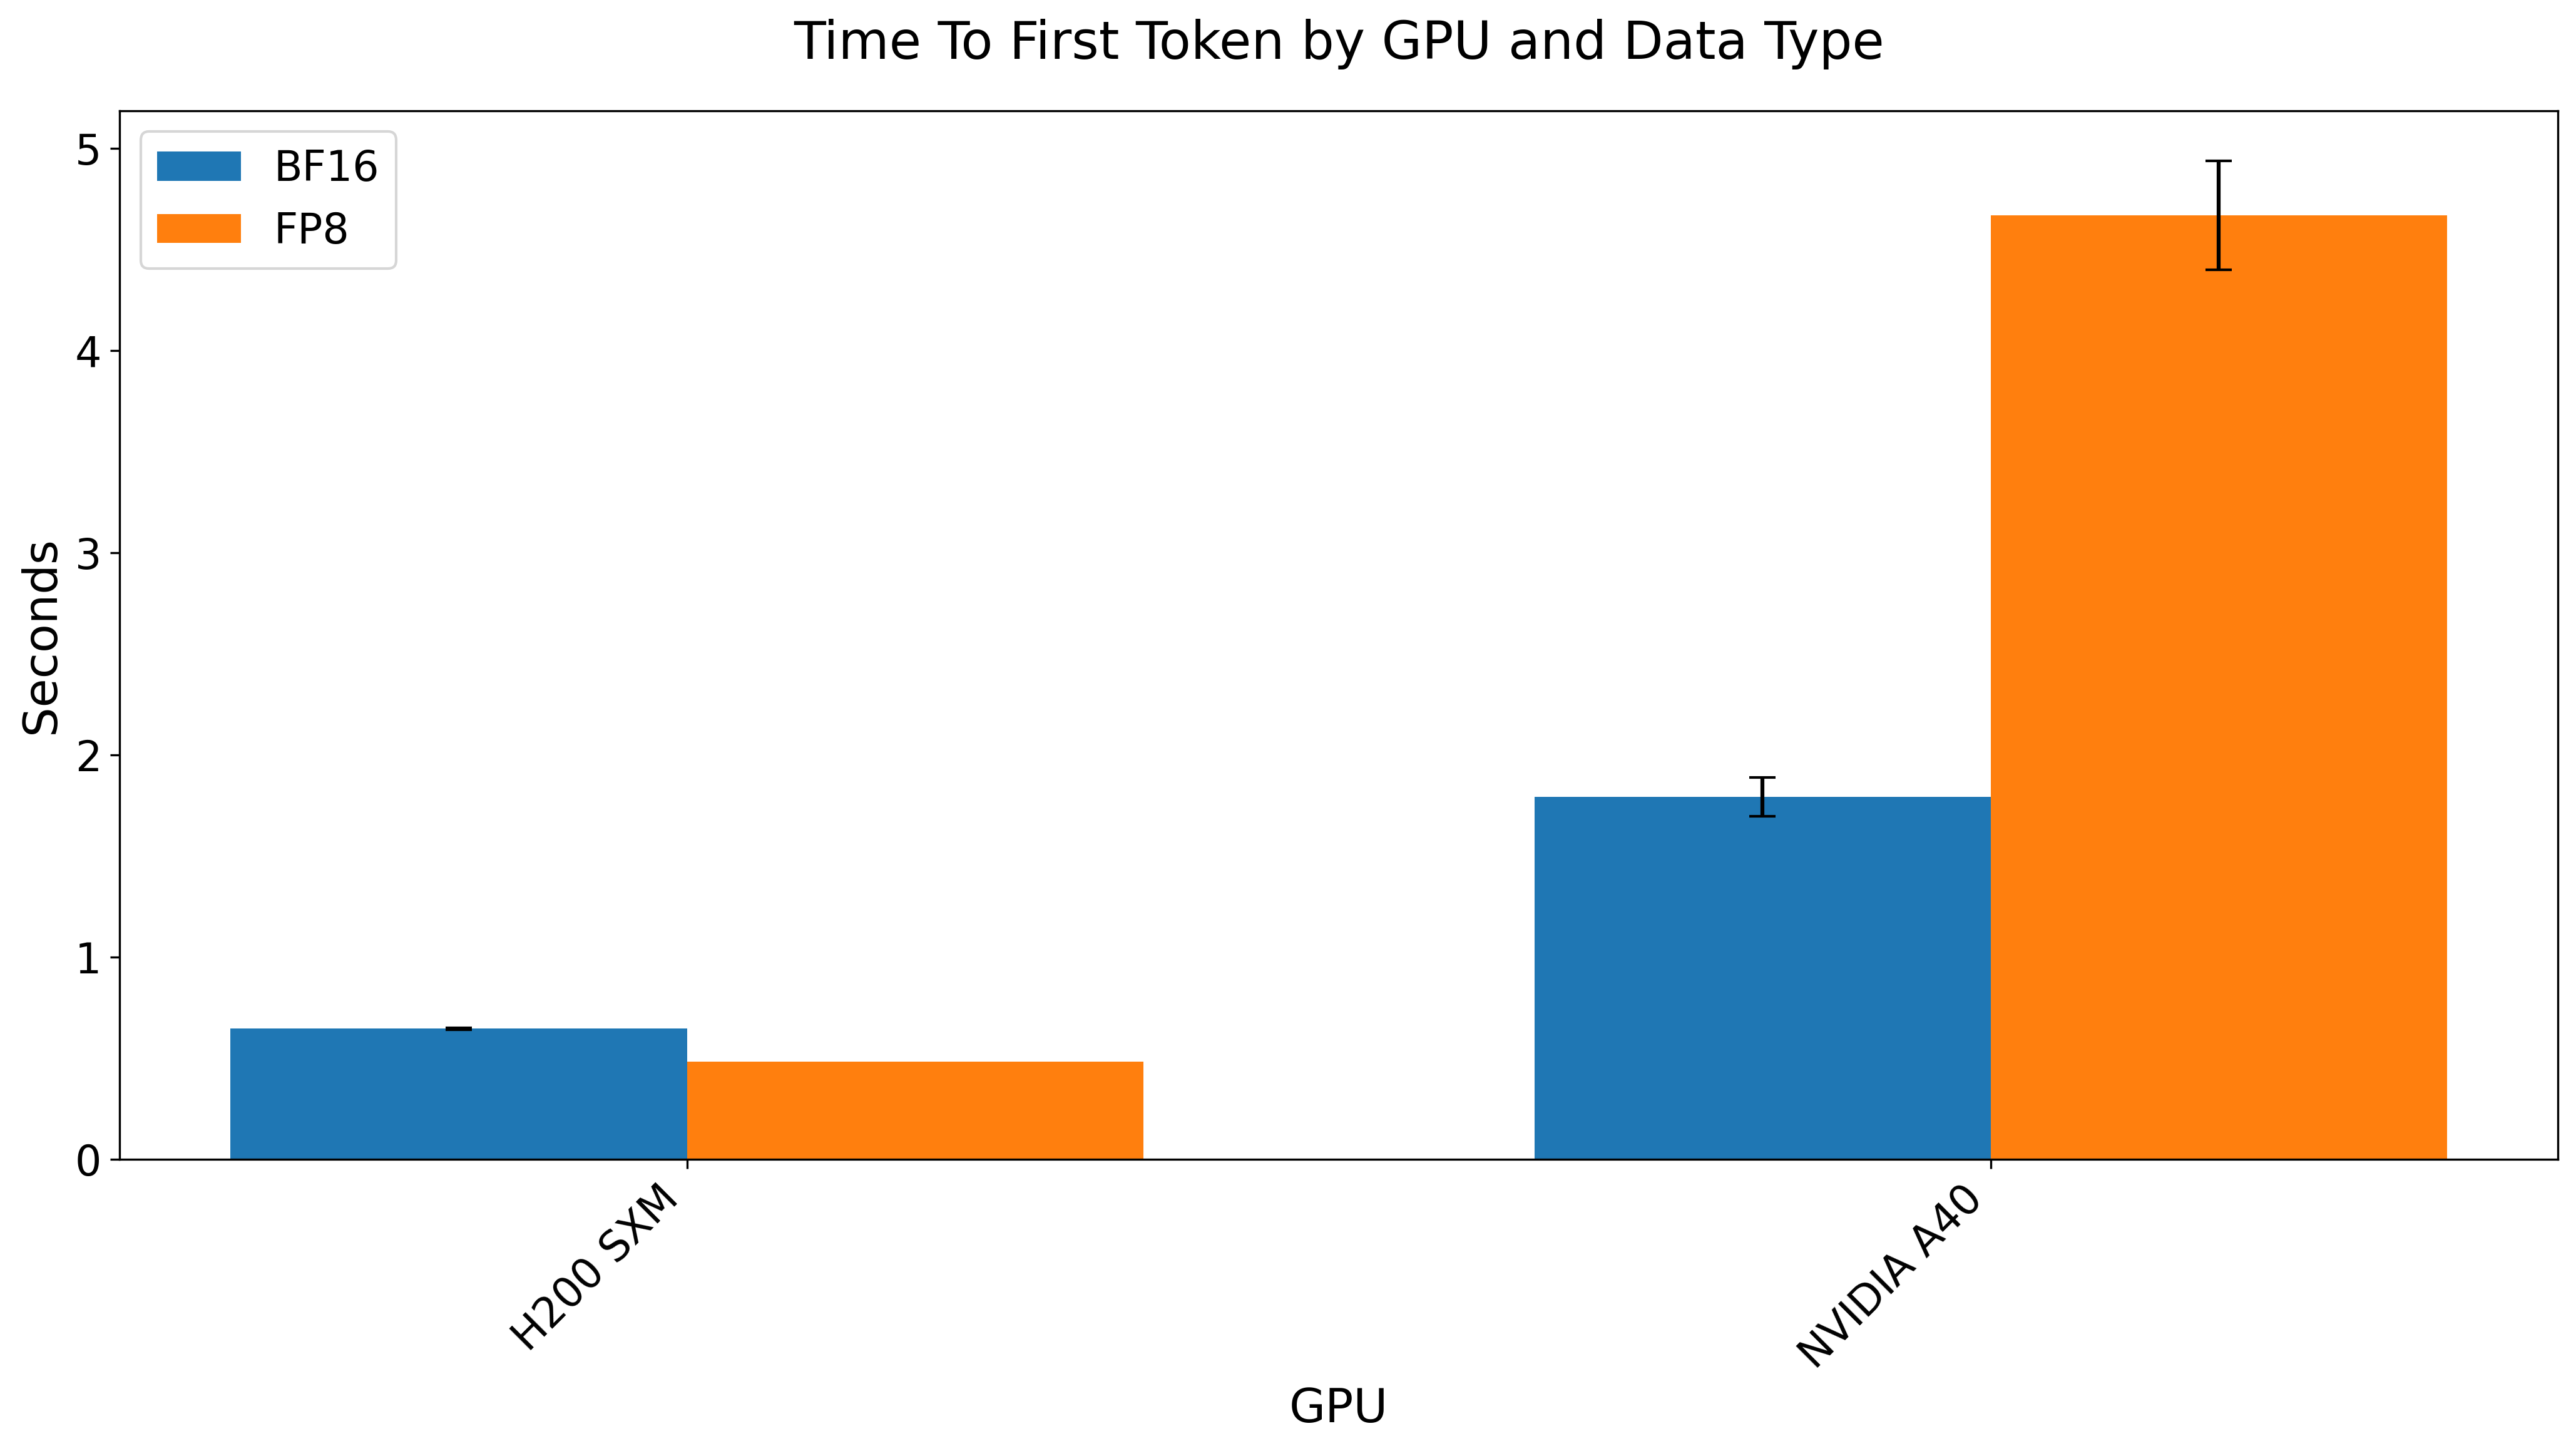 Time To First Token by GPU and Data Type
BF16
FP8
5
4
3
2
1
0
Seconds
H200 SXM
NVIDIA A40
GPU